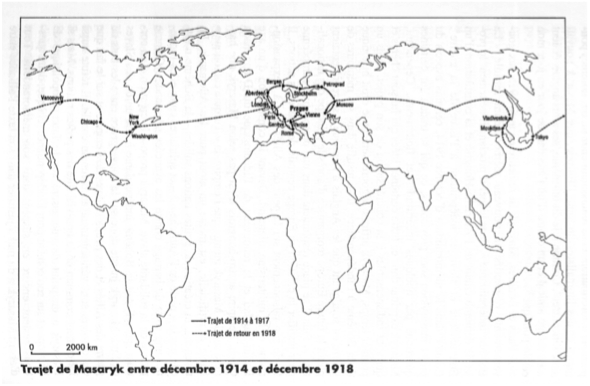 Bergen
Petrograd
Aberdeen
Stockholm
Vancouver
Londres
Moscou
Prague
Paris
Vienne
Kiev
Chicago
New
York
Washington
Genève
Venise
Rome
Vladivostok
Tokyo
Trajet de 1914 à 1917
Trajet de retour en 1918
0 2000 km
Trajet de Masaryk entre décembre 1914 et décembre 1918